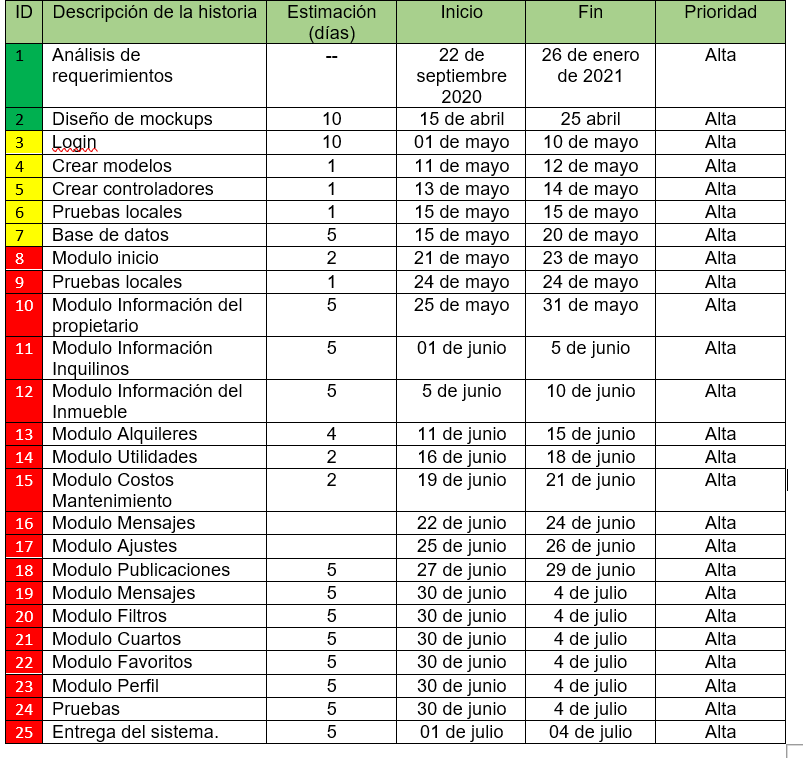 ID Descripción de la historia Estimación (días) Inicio Fin Prioridad
1 Análisis de requerimientos -- 22 de septiembre 2020 26 de enero de 2021 Alta
2 Diseño de mockups 10 15 de abril 25 abril Alta
3 Login 10 01 de mayo 10 de mayo Alta
4 Crear modelos 1 11 de mayo 12 de mayo Alta
5 Crear controladores 1 13 de mayo 14 de mayo Alta
6 Pruebas locales 1 15 de mayo 15 de mayo Alta
7 Base de datos 5 15 de mayo 20 de mayo Alta
8 Modulo inicio 2 21 de mayo 23 de mayo Alta
9 Pruebas locales 1 24 de mayo 24 de mayo Alta
10 Modulo Información del propietario 5 25 de mayo 31 de mayo Alta
11 Modulo Información Inquilinos 5 01 de junio 5 de junio Alta
12 Modulo Información del Inmueble 5 5 de junio 10 de junio Alta
13 Modulo Alquileres 4 11 de junio 15 de junio Alta
14 Modulo Utilidades 2 16 de junio 18 de junio Alta
15 Modulo Costos Mantenimiento 2 19 de junio 21 de junio Alta
16 Modulo Mensajes 22 de junio 24 de junio Alta
17 Modulo Ajustes 25 de junio 26 de junio Alta
18 Modulo Publicaciones 5 27 de junio 29 de junio Alta
19 Modulo Mensajes 5 30 de junio 4 de julio Alta
20 Modulo Filtros 5 30 de junio 4 de julio Alta
21 Modulo Cuartos 5 30 de junio 4 de julio Alta
22 Modulo Favoritos 5 30 de junio 4 de julio Alta
23 Modulo Perfil 5 30 de junio 4 de julio Alta
24 Pruebas 5 30 de junio 4 de julio Alta
25 Entrega del sistema. 5 01 de julio 04 de julio Alta